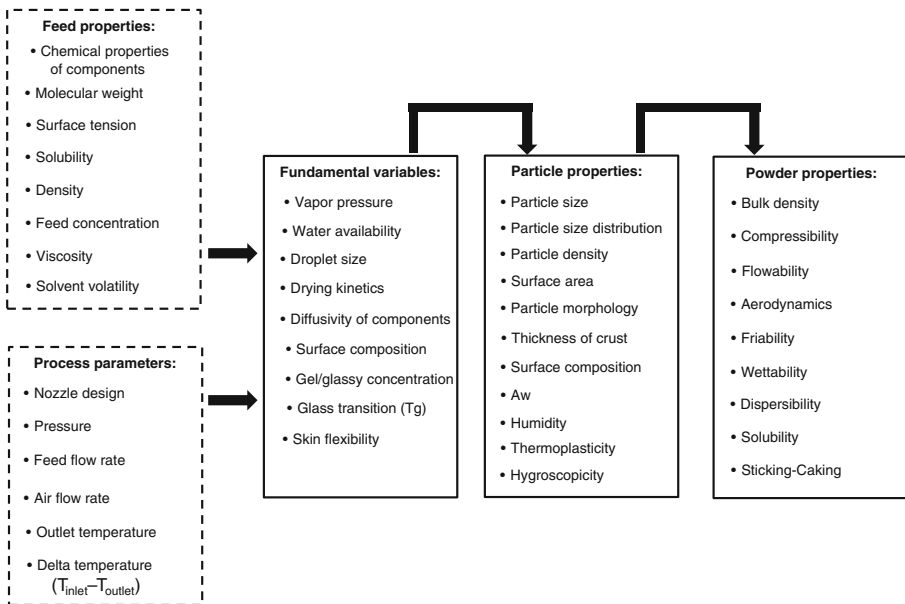 Feed properties:
• Chemical properties
of components
• Molecular weight
• Surface tension
• Solubility
• Density
• Feed concentration
• Viscosity
• Solvent volatility
Process parameters:
• Nozzle design
• Pressure
• Feed flow rate
• Air flow rate
• Outlet temperature
• Delta temperature
(Tinlet–Toutlet)
Fundamental variables:
• Vapor pressure
• Water availability
• Droplet size
• Drying kinetics
• Diffusivity of components
• Surface composition
• Gel/glassy concentration
• Glass transition (Tg)
• Skin flexibility
Particle properties:
• Particle size
• Particle size distribution
• Particle density
• Surface area
• Particle morphology
• Thickness of crust
• Surface composition
• Aw
• Humidity
• Thermoplasticity
• Hygroscopicity
Powder properties:
• Bulk density
• Compressibility
• Flowability
• Aerodynamics
• Friability
• Wettability
• Dispersibility
• Solubility
• Sticking-Caking